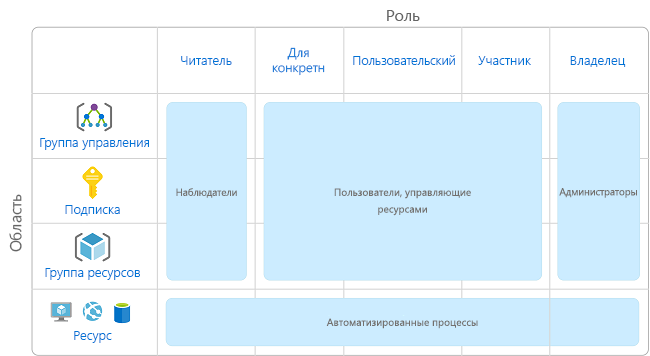 Роль
Читатель
Для
конкретн
Пользовательский
Участник
Владелец
Область
Группа управления
Подписка
Группа ресурсов
Ресурс
Наблюдатели
Пользователи, управляющие
ресурсами
Администраторы
Автоматизированные процессы